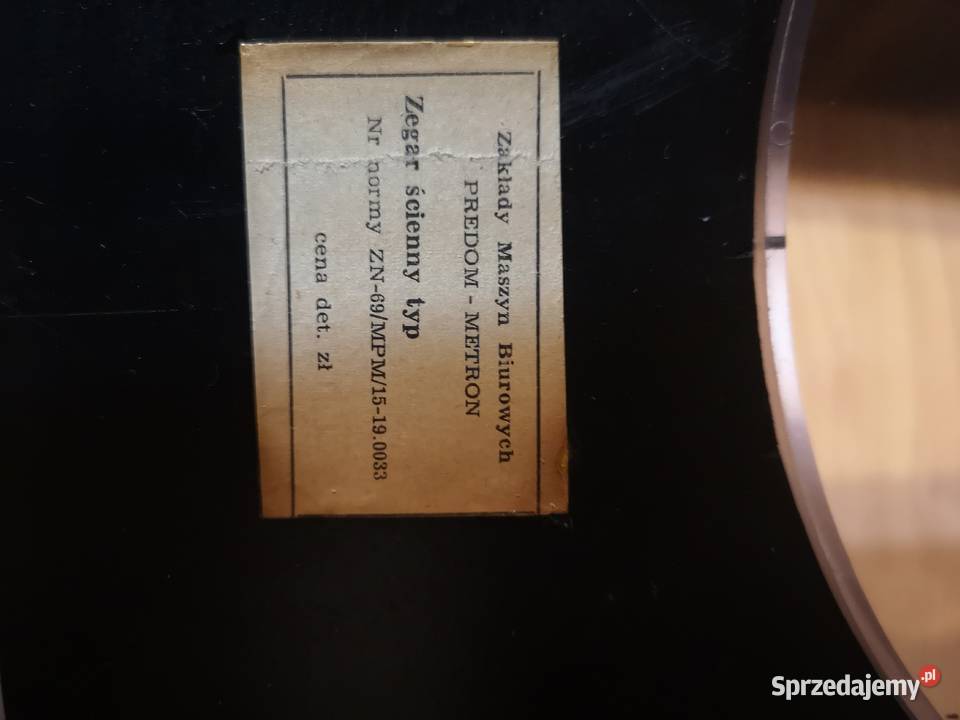 Zakłady Maszyn Biurowych
PREDOM - METRON
Zegar ścienny typ
Nr normy ZN-69/MPM/15-19.0033
cena det. zł
Sprzedajemy.pl